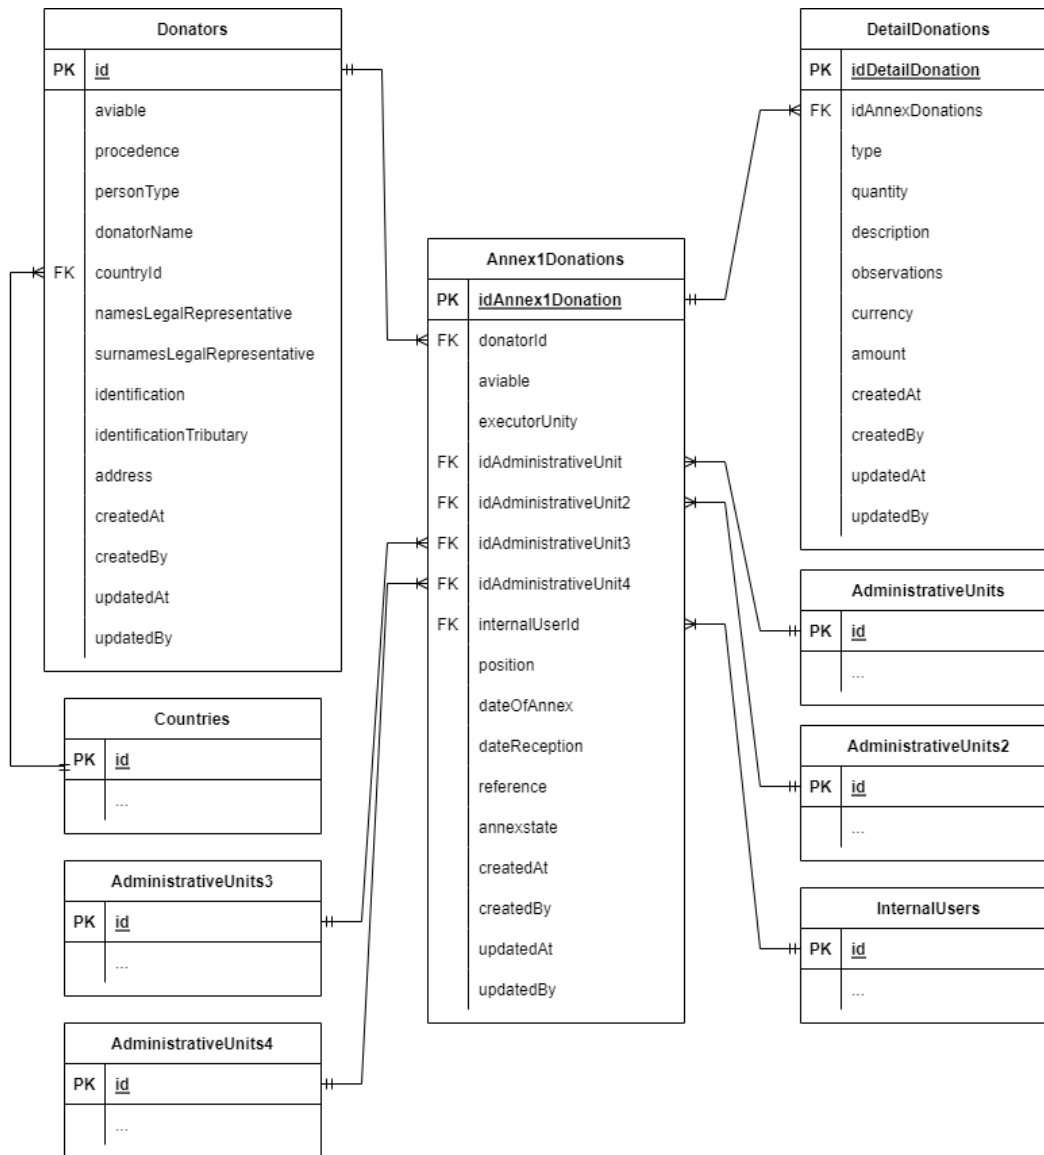 Donators
PK id
aviable
procedence
personType
donatorName
FK countryId
namesLegalRepresentative
surnamesLegalRepresentative
identification
identificationTributary
address
createdAt
createdBy
updatedAt
updatedBy
Countries
PK id
...
AdministrativeUnits3
PK id
...
AdministrativeUnits4
PK id
...
Annex1Donations
PK idAnnex1Donation
FK donatorId
aviable
executorUnity
FK idAdministrativeUnit
FK idAdministrativeUnit2
FK idAdministrativeUnit3
FK idAdministrativeUnit4
FK internalUserId
position
dateOfAnnex
dateReception
reference
annexstate
createdAt
createdBy
updatedAt
updatedBy
DetailDonations
PK idDetailDonation
FK idAnnexDonations
type
quantity
description
observations
currency
amount
createdAt
createdBy
updatedAt
updatedBy
AdministrativeUnits
PK id
...
AdministrativeUnits2
PK id
...
InternalUsers
PK id
...